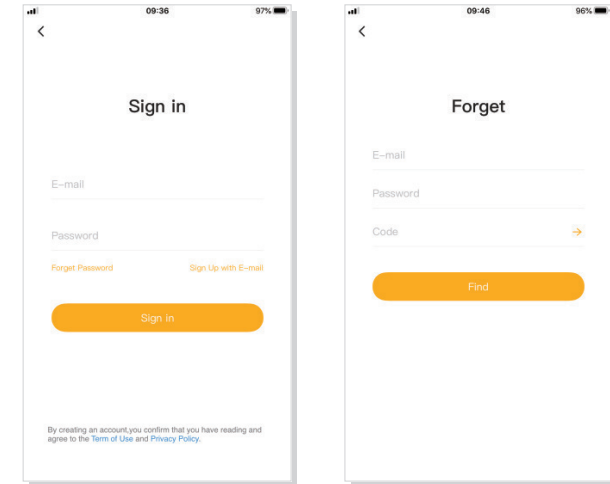 09:36
97%
Sign in
E-mail
Password
Forget Password
Sign Up with E-mail
Sign in
By creating an account,you confirm that you have reading and
agree to the Term of Use and Privacy Policy.
09:46
96%
Forget
E-mail
Password
Code
Find